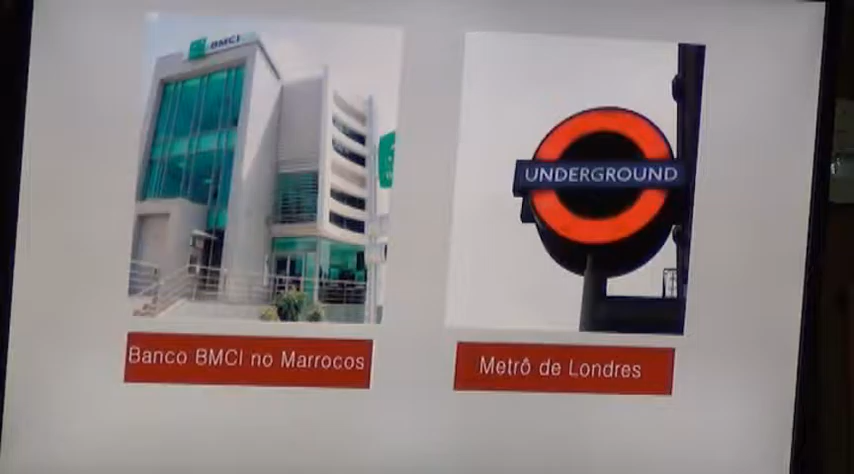 BMCI
UNDERGROUND
Banco BMCI no Marrocos
Metrô de Londres